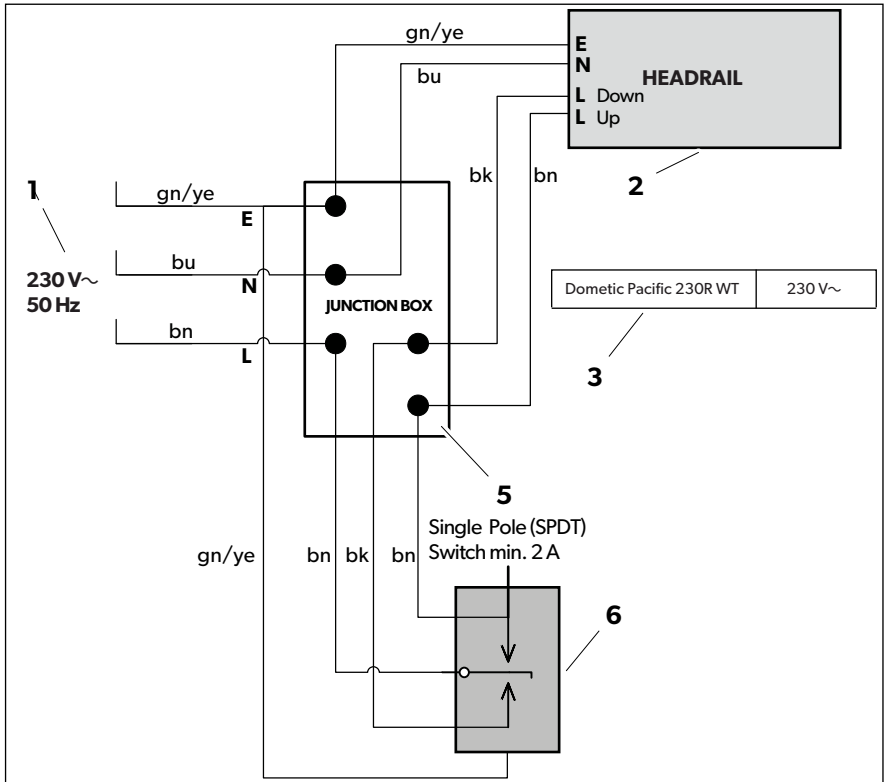 gn/ye
bu
E
N
HEADRAIL
L Down
L Up
bk
bn
2
1
gn/ye
E
bu
N
230 V~
50 Hz
JUNCTION BOX
bn
L
Dometic Pacific 230R WT
230 V~
3
5
Single Pole (SPDT)
Switch min. 2 A
gn/ye
bn
bk
bn
6